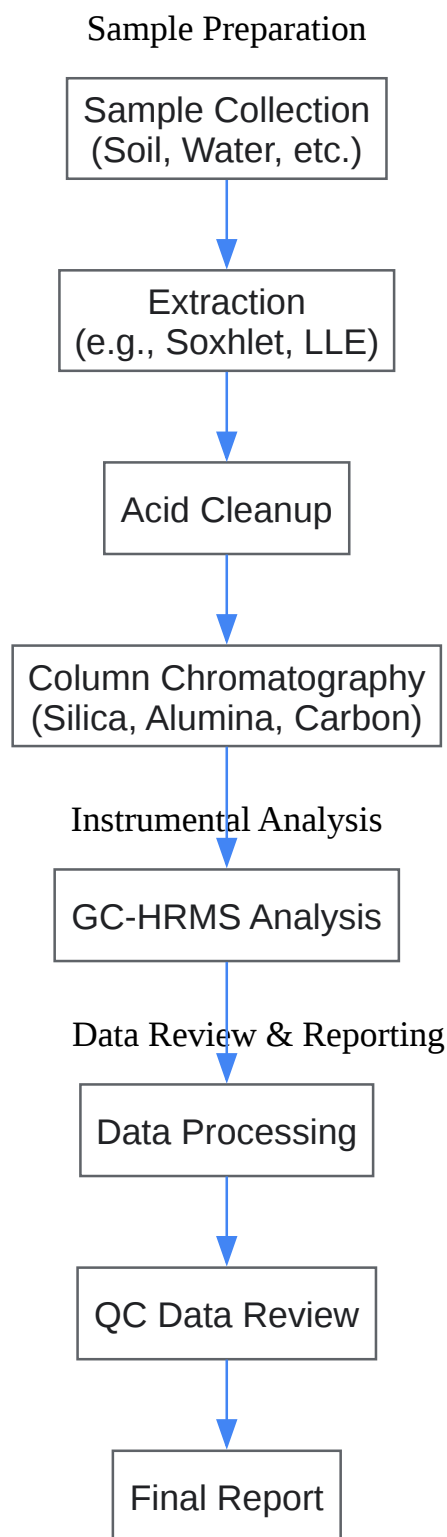 Sample Preparation
Sample Collection
(Soil, Water, etc.)
Extraction
(e.g., Soxhlet, LLE)
Acid Cleanup
Column Chromatography
(Silica, Alumina, Carbon)
Instrumental Analysis
GC-HRMS Analysis
Data Review & Reporting
Data Processing
QC Data Review
Final Report